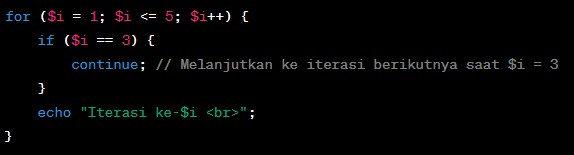 for ($i = 1; $i <= 5; $i++) {
    if ($i == 3) {
        continue; // Melanjutkan ke iterasi berikutnya saat $i = 3
    }
    echo "Iterasi ke-$i <br>";
}